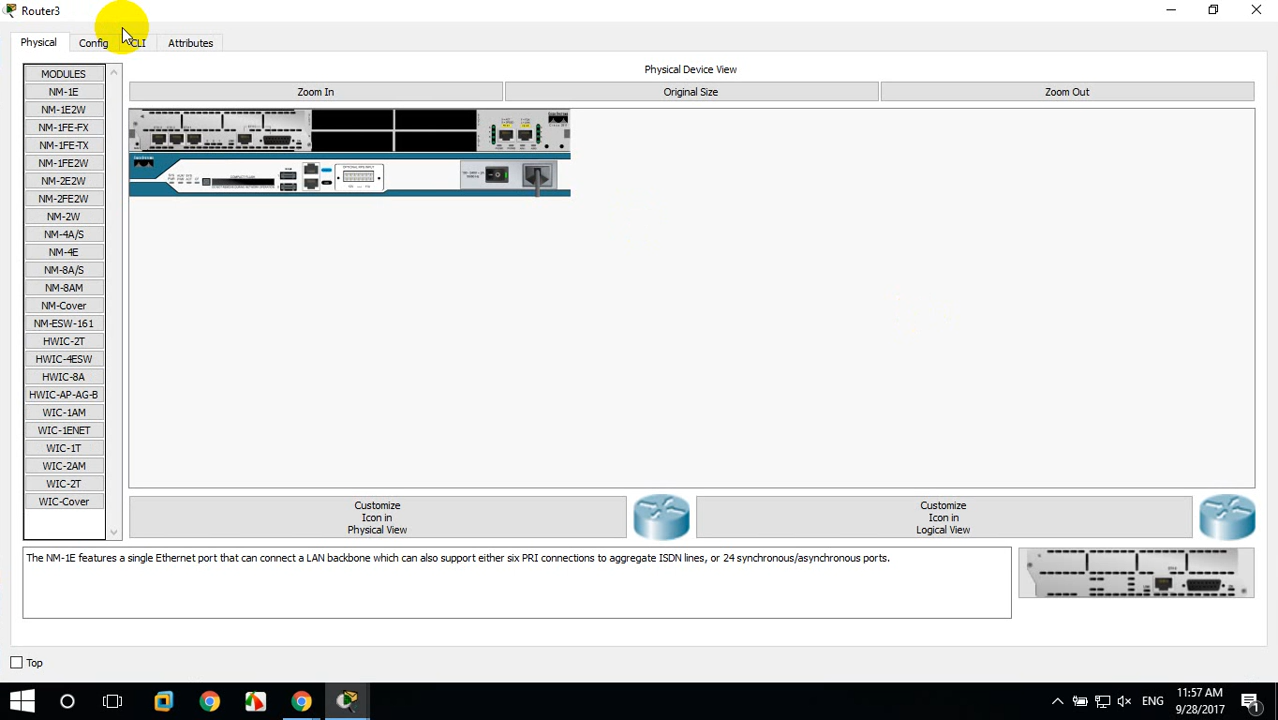 Router3
Physical
Config
CLI
Attributes
MODULES
NM-1E
NM-1E2W
NM-1FE-FX
NM-1FE-TX
NM-1FE2W
NM-2E2W
NM-2FE2W
NM-2W
NM-4A/S
NM-4E
NM-8A/S
NM-8AM
NM-Cover
NM-ESW-161
HWIC-2T
HWIC-4ESW
HWIC-8A
HWIC-AP-AG-B
WIC-1AM
WIC-1ENET
WIC-1T
WIC-2AM
WIC-2T
WIC-Cover
Physical Device View
Zoom In
Original Size
Zoom Out
Customize
Icon in
Physical View
Customize
Icon in
Logical View
The NM-1E features a single Ethernet port that can connect a LAN backbone which can also support either six PRI connections to aggregate ISDN lines, or 24 synchronous/asynchronous ports.
Top
ENG
11:57 AM
9/28/2017
1